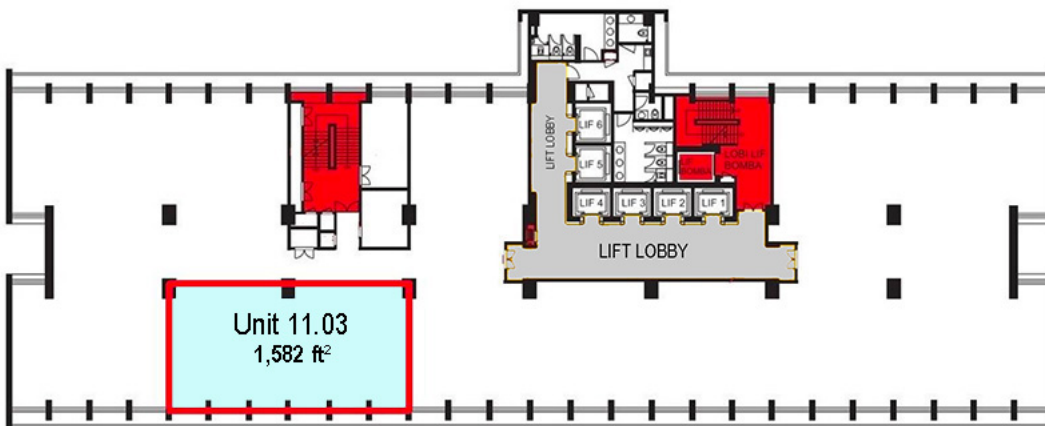 LIFT LOBBY
LIF 6
LIF 5
LIF 4
LIF 3
LIF 2
LIF 1
LIF
BOMBA
LOBI LIF
BOMBA
LIFT LOBBY
Unit 11.03
1,582 ft²